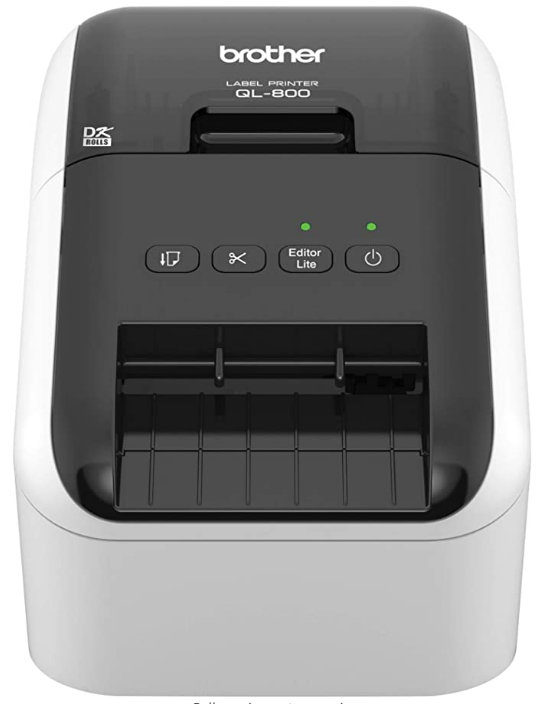 brother
LABEL PRINTER
QL-800
DK
ROLLS
Editor
Lite